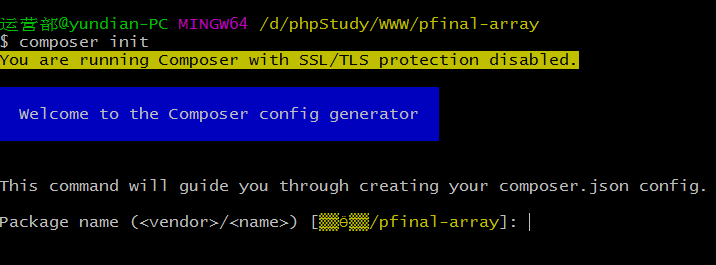 运营部@yundian-PC MINGW64 /d/phpStudy/WWW/pfinal-array
$ composer init
You are running Composer with SSL/TLS protection disabled.
Welcome to the Composer config generator
This command will guide you through creating your composer.json config.
Package name (<vendor>/<name>) [▒▒ē▒▒/pfinal-array]: